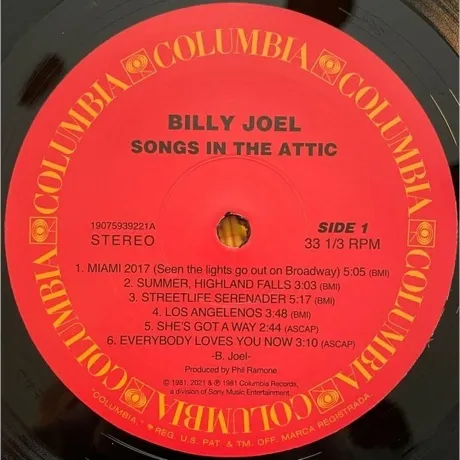 COLUMBIA COLUMBIA COLUMBIA COLUMBIA COLUMBIA COLUMBIA
BILLY JOEL
SONGS IN THE ATTIC
19075939221A
STEREO
SIDE 1
33 1/3 RPM
1. MIAMI 2017 (Seen the lights go out on Broadway) 5:05 (BMI)
2. SUMMER, HIGHLAND FALLS 3:03 (BMI)
3. STREETLIFE SERENADER 5:17 (BMI)
4. LOS ANGELENOS 3:48 (BMI)
5. SHE'S GOT A WAY 2:44 (ASCAP)
6. EVERYBODY LOVES YOU NOW 3:10 (ASCAP)
-B. Joel-
Produced by Phil Ramone
© 1981, 2021 & ℗ 1981 Columbia Records,
a division of Sony Music Entertainment.
"COLUMBIA," REG. U.S. PAT. & TM. OFF. MARCA REGISTRADA